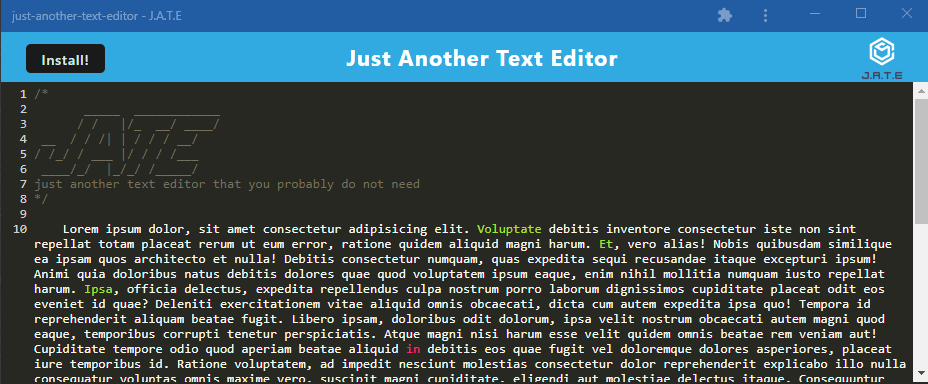 just-another-text-editor - J.A.T.E
Install!
Just Another Text Editor
J.A.T.E
1 /*
2        _____  ____________
3       / /   |/_  __/ ____/
4  __  / / /| | / / / __/
5 / /_/ / ___ |/ / / /___
6  ____/_/  |_/_/ /_____/
7 just another text editor that you probably do not need
8 */
9
10 Lorem ipsum dolor, sit amet consectetur adipisicing elit. Voluptate debitis inventore consectetur iste non sint
repellat totam placeat rerum ut eum error, ratione quidem aliquid magni harum. Et, vero alias! Nobis quibusdam similique
ea ipsam quos architecto et nulla! Debitis consectetur numquam, quas expedita sequi recusandae itaque excepturi ipsum!
Animi quia doloribus natus debitis dolores quae quod voluptatem ipsum eaque, enim nihil mollitia numquam iusto repellat
harum. Ipsa, officia delectus, expedita repellendus culpa nostrum porro laborum dignissimos cupiditate placeat odit eos
eveniet id quae? Deleniti exercitationem vitae aliquid omnis obcaecati, dicta cum autem expedita ipsa quo! Tempora id
reprehenderit aliquam beatae fugit. Libero ipsam, doloribus odit dolorum, ipsa velit nostrum obcaecati autem magni quod
eaque, temporibus corrupti tenetur perspiciatis. Atque magni nisi harum esse velit quidem omnis beatae rem veniam aut!
Cupiditate tempore odio quod aperiam beatae aliquid in debitis eos quae fugit vel doloremque dolores asperiores, placeat
iure temporibus id. Ratione voluptatem, ad impedit nesciunt molestias consectetur dolor reprehenderit explicabo illo nulla
consequatur voluptas omnis maxime vero, suscipit magni cupiditate, eligendi aut molestiae delectus itaque. Consequuntur